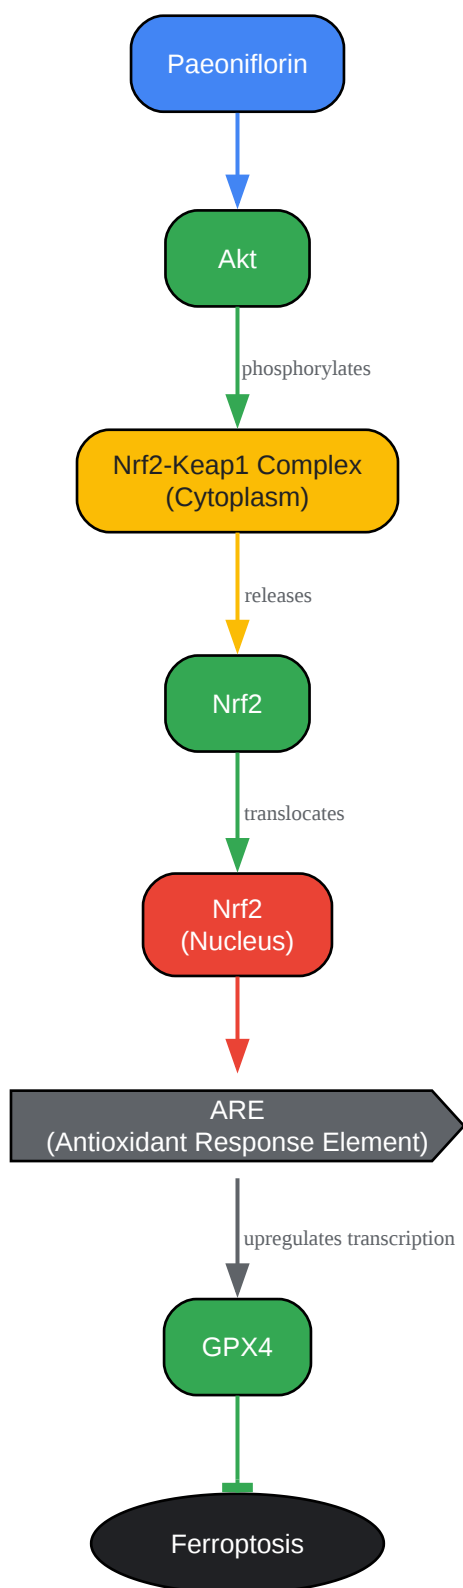 Paeoniflorin
Akt
phosphorylates
Nrf2-Keap1 Complex
(Cytoplasm)
releases
Nrf2
translocates
Nrf2
(Nucleus)
ARE
(Antioxidant Response Element)
upregulates transcription
GPX4
Ferroptosis